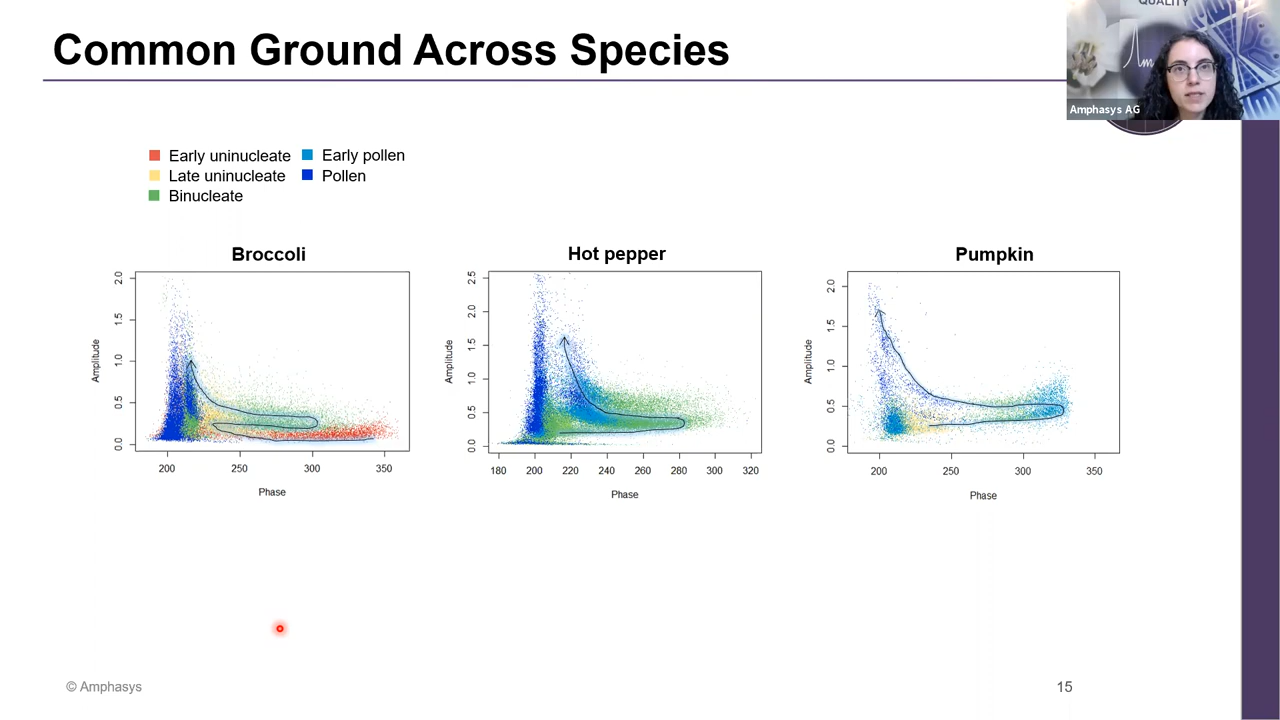 QUALITY
Common Ground Across Species
Amphasys AG
Early uninucleate
Early pollen
Late uninucleate
Pollen
Binucleate
Broccoli
Hot pepper
Pumpkin
Amplitude
2.0
1.5
1.0
0.5
0.0
200 250 300 350
Phase
Amplitude
2.5
2.0
1.5
1.0
0.5
0.0
180 200 220 240 260 280 300 320
Phase
Amplitude
2.0
1.5
1.0
0.5
0.0
200 250 300 350
Phase
© Amphasys
15